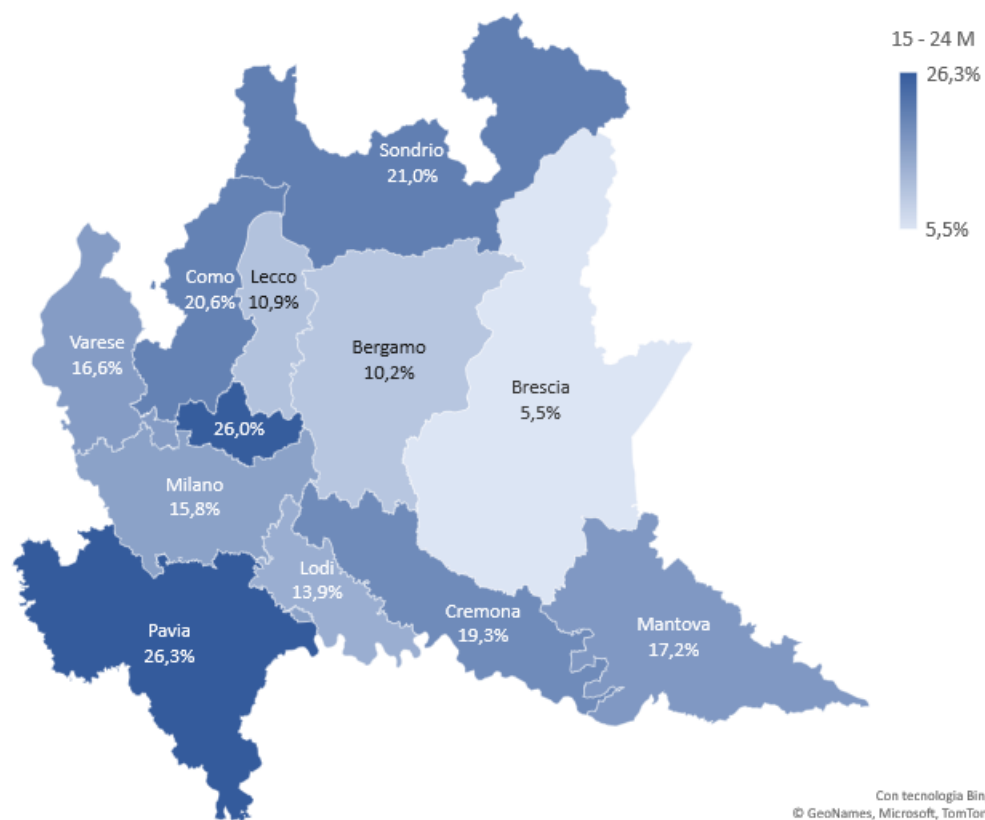 15 - 24 M
26,3%
5,5%
Sondrio
21,0%
Como
20,6%
Lecco
10,9%
Varese
16,6%
Bergamo
10,2%
Brescia
5,5%
26,0%
Milano
15,8%
Lodi
13,9%
Cremona
19,3%
Mantova
17,2%
Pavia
26,3%
Con tecnologia Bin
© GeoNames, Microsoft, TomTom